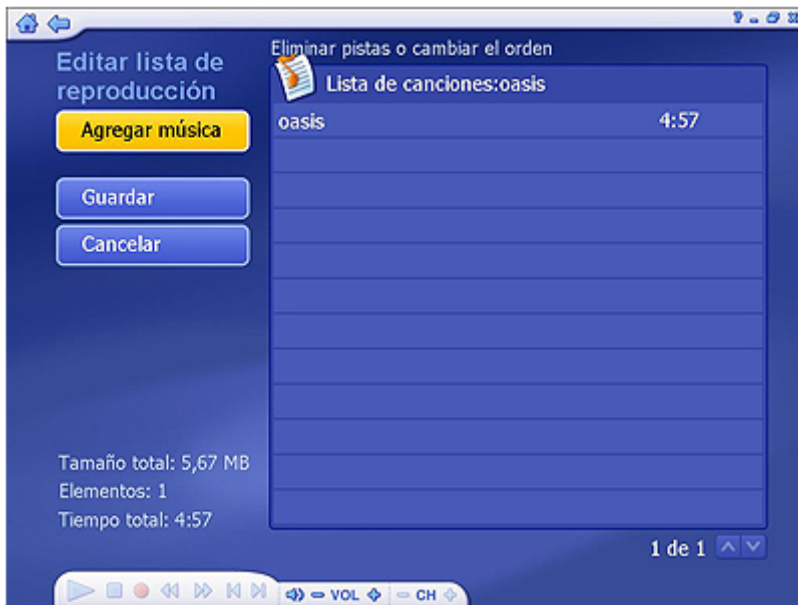 Eliminar pistas o cambiar el orden
Editar lista de
reproducción
Lista de canciones:oasis
Agregar música
oasis 4:57
Guardar
Cancelar
Tamaño total: 5,67 MB
Elementos: 1
Tiempo total: 4:57
1 de 1
VOL CH